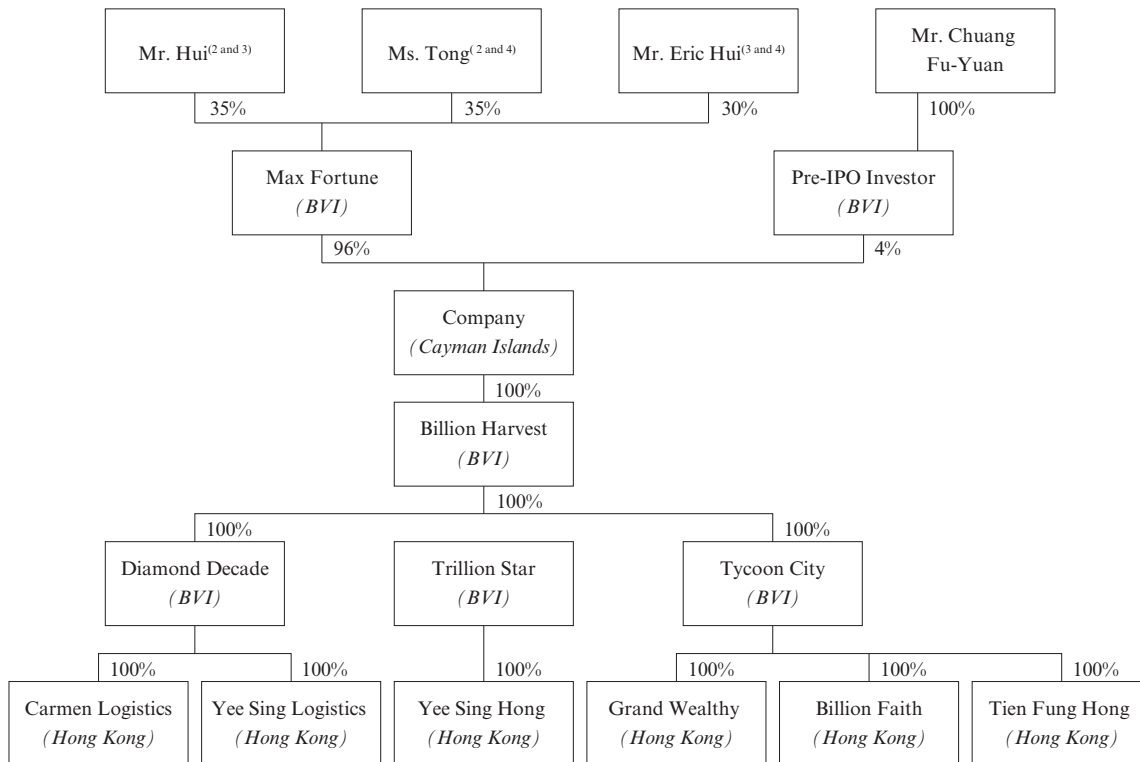 Mr. Hui(2 and 3)
Ms. Tong( 2 and 4)
Mr. Eric Hui(3 and 4)
Mr. Chuang
Fu-Yuan
35%
35%
30%
100%
Max Fortune
(BVI)
Pre-IPO Investor
(BVI)
96%
4%
Company
(Cayman Islands)
100%
Billion Harvest
(BVI)
100%
100%
100%
Diamond Decade
(BVI)
Trillion Star
(BVI)
Tycoon City
(BVI)
100%
100%
100%
100%
100%
100%
Carmen Logistics
(Hong Kong)
Yee Sing Logistics
(Hong Kong)
Yee Sing Hong
(Hong Kong)
Grand Wealthy
(Hong Kong)
Billion Faith
(Hong Kong)
Tien Fung Hong
(Hong Kong)